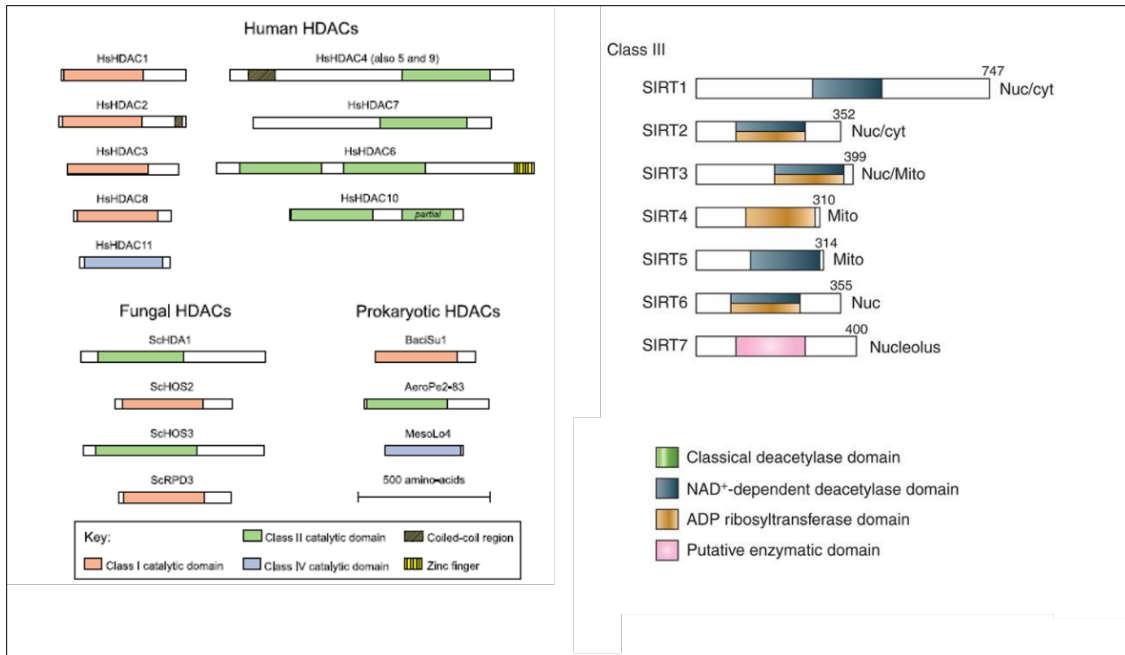 Human HDACs
HsHDAC1
HsHDAC4 (also 5 and 9)
HsHDAC2
HsHDAC7
HsHDAC3
HsHDAC6
HsHDAC8
HsHDAC10
partial
HsHDAC11
Fungal HDACs
Prokaryotic HDACs
ScHDA1
BaciSu1
ScHOS2
AeroPe2-83
ScHOS3
MesoLo4
ScRPD3
500 amino-acids
Key:
Class II catalytic domain
Coiled-coil region
Class I catalytic domain
Class IV catalytic domain
Zinc finger
Class III
747
SIRT1
Nuc/cyt
352
SIRT2
Nuc/cyt
399
SIRT3
Nuc/Mito
310
SIRT4
Mito
314
SIRT5
Mito
355
SIRT6
Nuc
400
SIRT7
Nucleolus
Classical deacetylase domain
NAD+-dependent deacetylase domain
ADP ribosyltransferase domain
Putative enzymatic domain